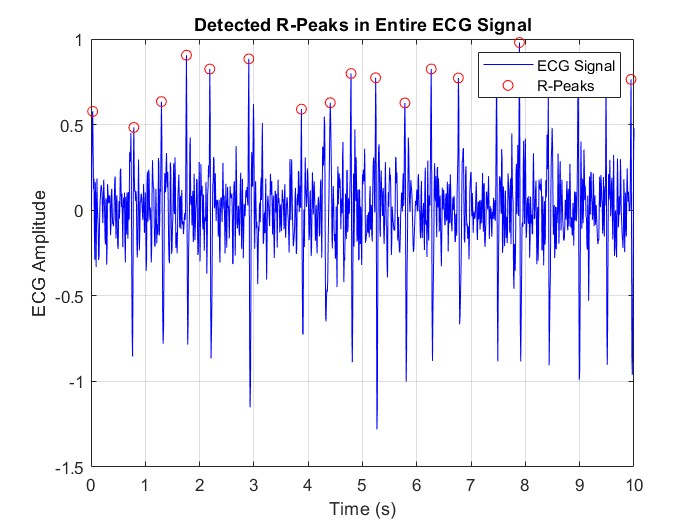 Detected R-Peaks in Entire ECG Signal
ECG Signal
R-Peaks
ECG Amplitude
1
0.5
0
-0.5
-1
-1.5
0 1 2 3 4 5 6 7 8 9 10
Time (s)